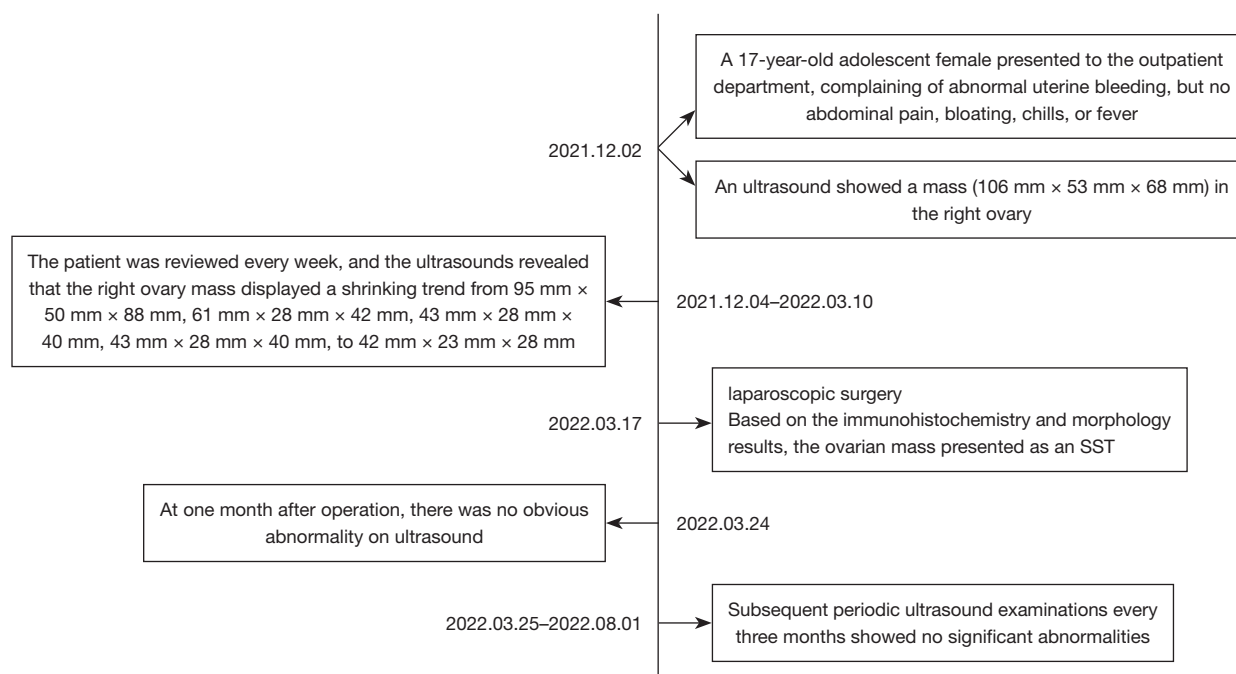 A 17-year-old adolescent female presented to the outpatient
department, complaining of abnormal uterine bleeding, but no
abdominal pain, bloating, chills, or fever
2021.12.02
An ultrasound showed a mass (106 mm × 53 mm × 68 mm) in
the right ovary
The patient was reviewed every week, and the ultrasounds revealed
that the right ovary mass displayed a shrinking trend from 95 mm ×
50 mm × 88 mm, 61 mm × 28 mm × 42 mm, 43 mm × 28 mm ×
40 mm, 43 mm × 28 mm × 40 mm, to 42 mm × 23 mm × 28 mm
2021.12.04–2022.03.10
laparoscopic surgery
Based on the immunohistochemistry and morphology
results, the ovarian mass presented as an SST
2022.03.17
At one month after operation, there was no obvious
abnormality on ultrasound
2022.03.24
Subsequent periodic ultrasound examinations every
three months showed no significant abnormalities
2022.03.25–2022.08.01